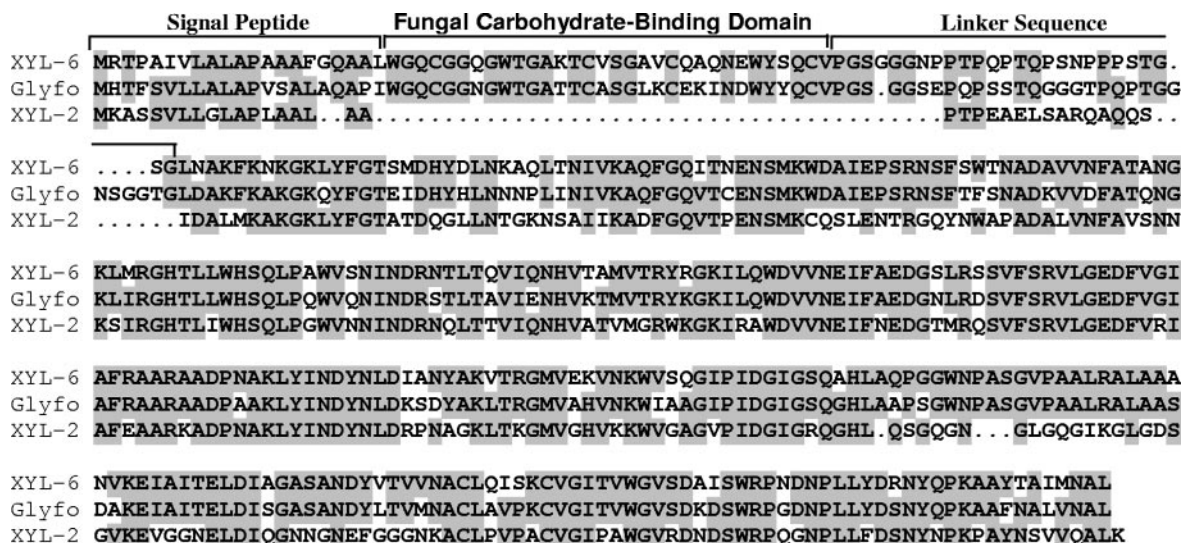 Signal Peptide Fungal Carbohydrate-Binding Domain Linker Sequence
XYL-6 MRTPAIVLALAPAAAFGQAALWGQCGGQGWTGAKTCVSGAVCQAQNEWYSQCVPGSGGGNPPTPQPTQPSNPPPSTG.
Glyfo MHTFSVLLALAPVSALAQAPIWGQCGGNGWTGATTCASGLKCEKINDWYYQCVPGS.GGSEPQPSSTQGGGTPQPTGG
XYL-2 MKASSVLLGLAPLAAL.AA........................................PTPEAELSARQAQQS..
XYL-6 ....SGLNAKFKNKGKLYFGTSMDHYDLNKAQLTNIVKAQFGQITNENSMKWDAIEPSRNSFSWTNADAVVNFATANG
Glyfo NSGGTGLDAKFKAKGKQYFGTEIDHYHLNNNPLINIVKAQFGQVTCENSMKWDAIEPSRNSFTFSNADKVVDFATQNG
XYL-2 ......IDALMKAKGKLYFGTATDQGLLNTGKNSAIIKADFGQVTPENSMKCQSLENTRGQYNWAPADALVNFAVSNN
XYL-6 KLMRGHTLLWHSQLPAWVSNINDRNTLTQVIQNHVTAMVTRYRGKILQWDVVNEIFAEDGSLRSSVFSRVLGEDFVGI
Glyfo KLIRGHTLLWHSQLPQWVQNINDRSTLTAVIENHVKTMVTRYKGKILQWDVVNEIFAEDGNLRDSVFSRVLGEDFVGI
XYL-2 KSIRGHTLIWHSQLPGWVNNINDRNQLTTVIQNHVATVMGRWKGKIRAWDVVNEIFNEDGTMRQSVFSRVLGEDFVRI
XYL-6 AFRAARAADPNAKLYINDYNLDIANYAKVTRGMVEKVNKWVSQGIPIDGIGSQAHLAQPGGWNPASGVPAALRALAAA
Glyfo AFRAARAADPAAKLYINDYNLDKSDYAKLTRGMVAHVNKWIAAGIPIDGIGSQGHLAAPSGWNPASGVPAALRALAAS
XYL-2 AFEAARKADPNAKLYINDYNLDRPNAGKLTKGMVGHVKKWVGAGVPIDGIGRQGHL.QSGQGN...GLGQGIKGLGDS
XYL-6 NVKEIAITELDIAGASANDYVTVVNACLQISKCVGITVWGVSDAISWRPNDNPLLYDRNYQPKAAYTAIMNAL
Glyfo DAKEIAITELDISGASANDYLTVMNACLAVPKCVGITVWGVSDKDSWRPGDNPLLYDSNYQPKAAFNALVNAL
XYL-2 GVKEVGGNELDIQGNNGNEFGGGNKACLPVPACVGIPAWGVRDNDSWRPQGNPLLFDSNYNPKPAYNSVVQALK